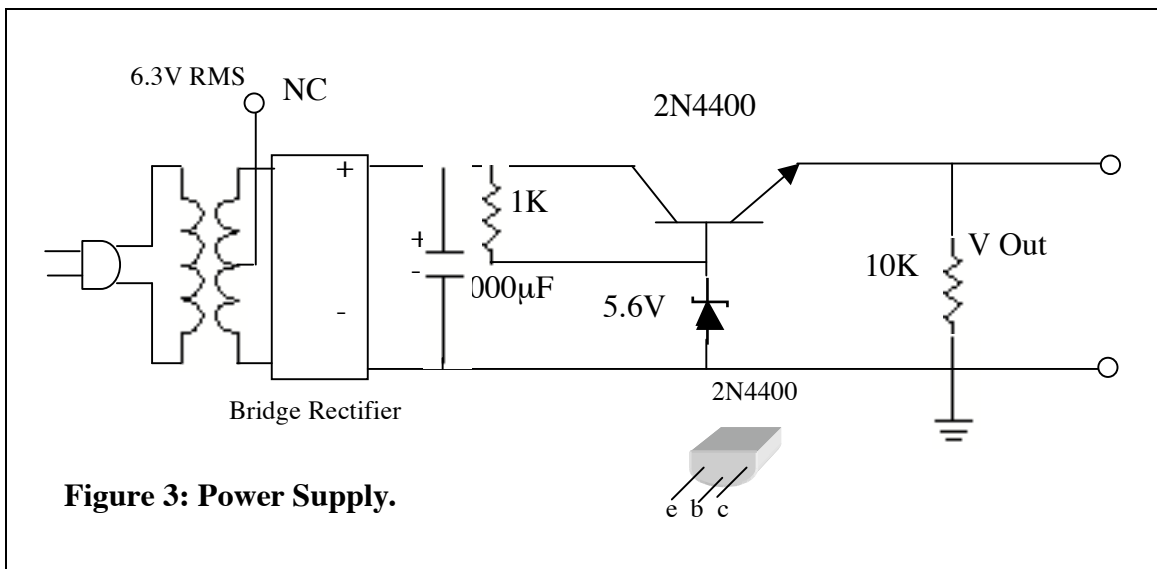 6.3V RMS
NC
2N4400
+
1K
+
-
000µF
-
5.6V
10K
V Out
Bridge Rectifier
2N4400
e b c
Figure 3: Power Supply.